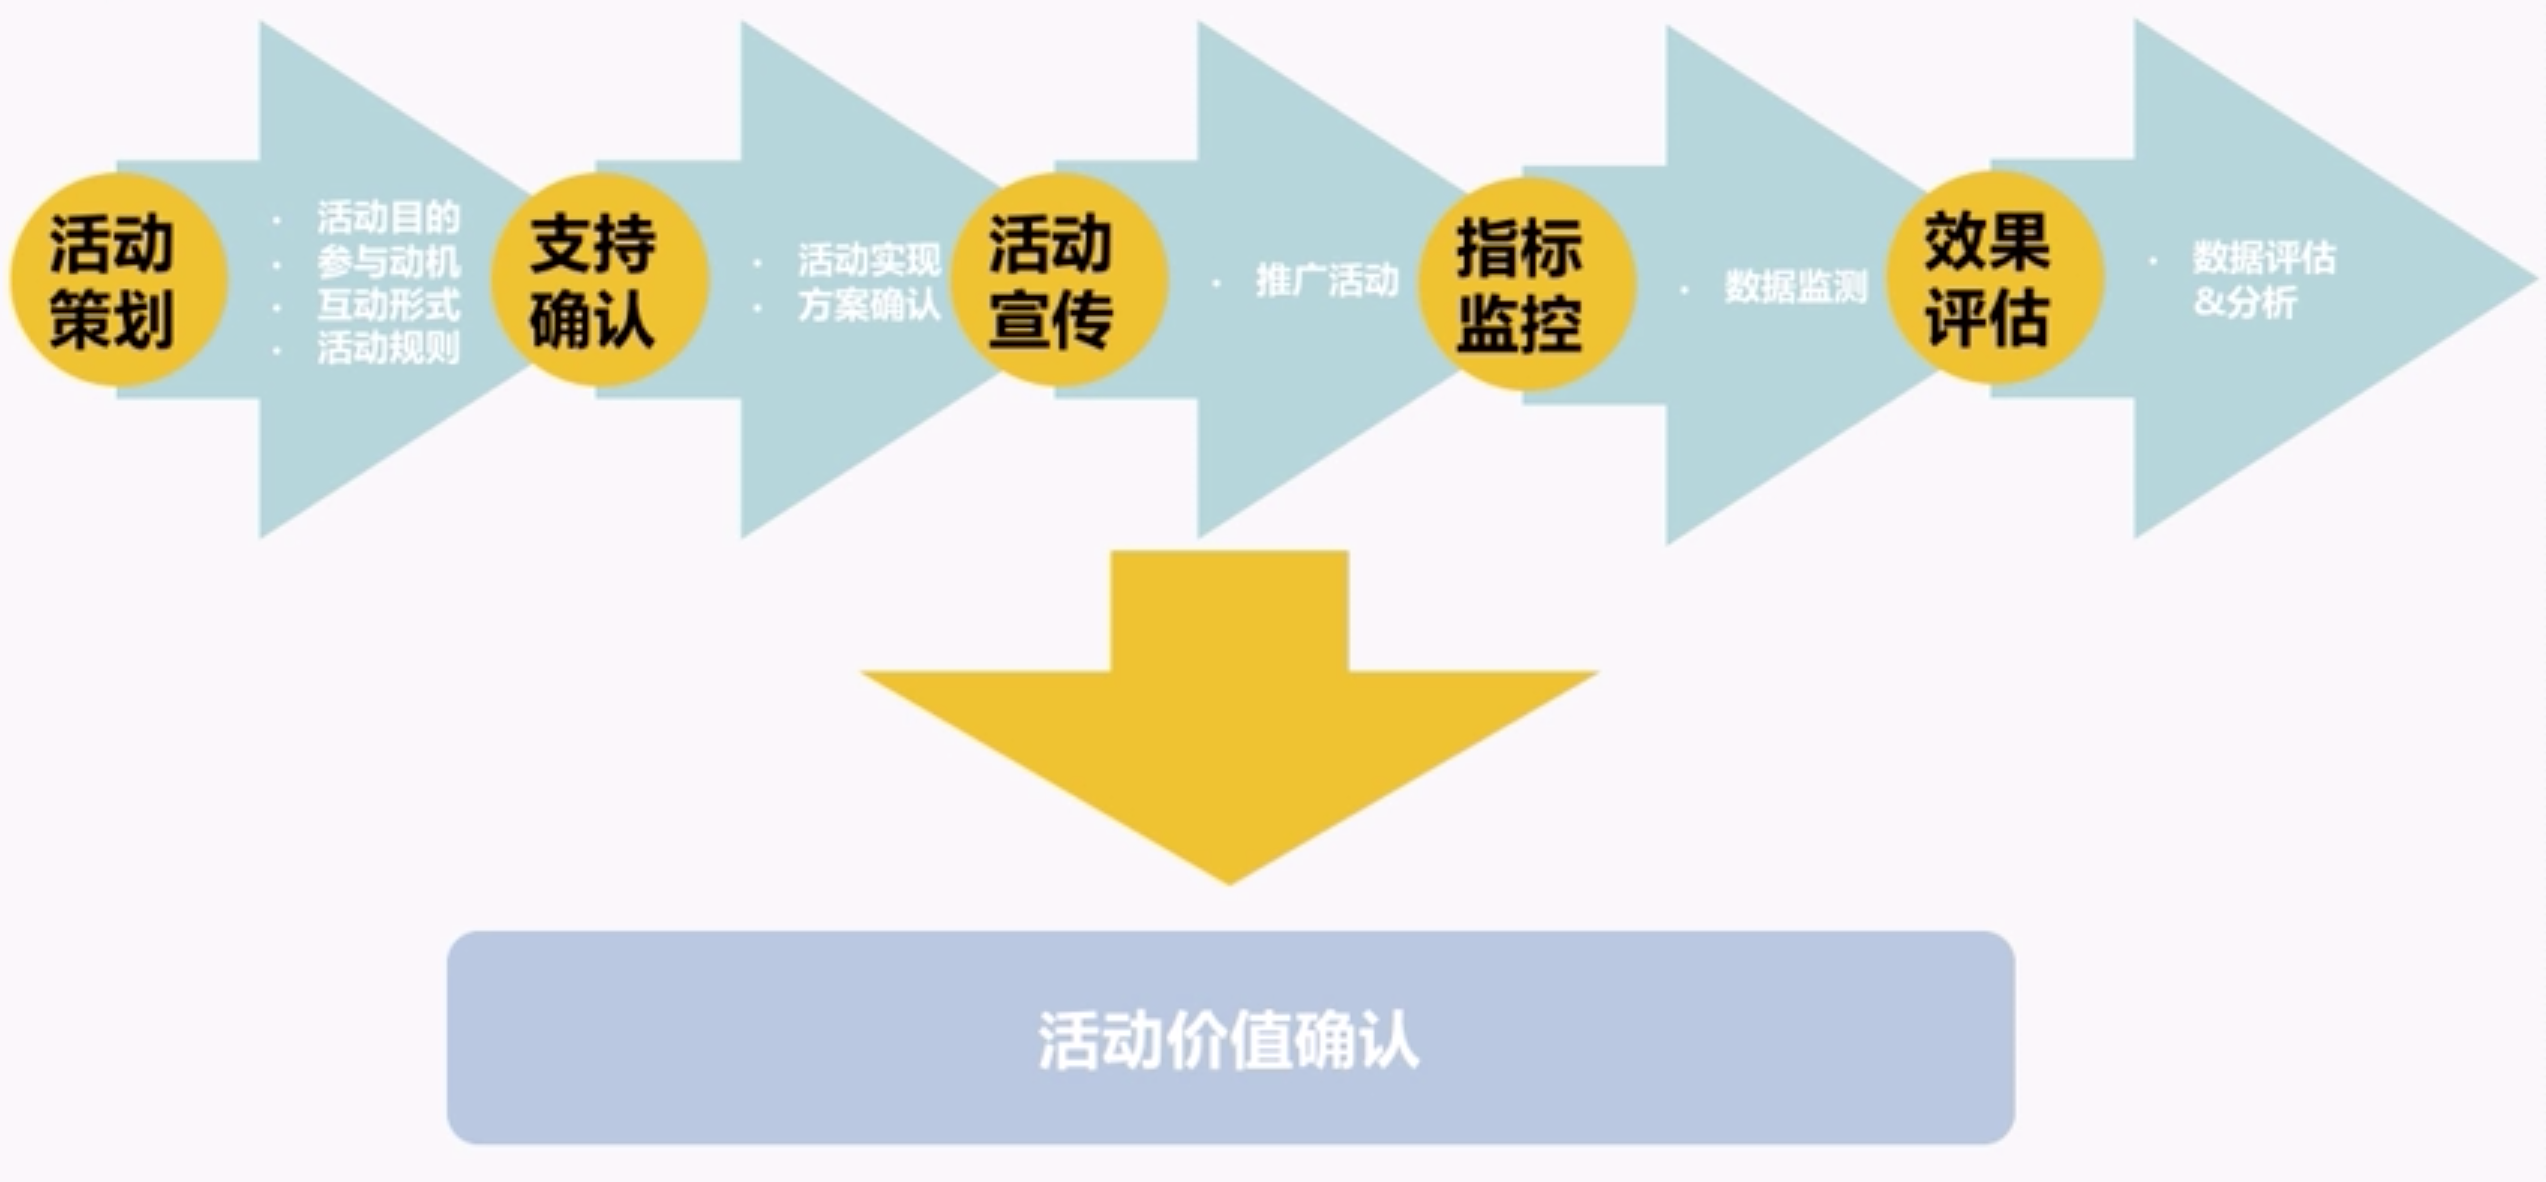 活动
策划
· 活动目的
· 参与动机
· 互动形式
· 活动规则
支持
确认
· 活动实现
· 方案确认
活动
宣传
· 推广活动
指标
监控
· 数据监测
效果
评估
· 数据评估
&分析
活动价值确认